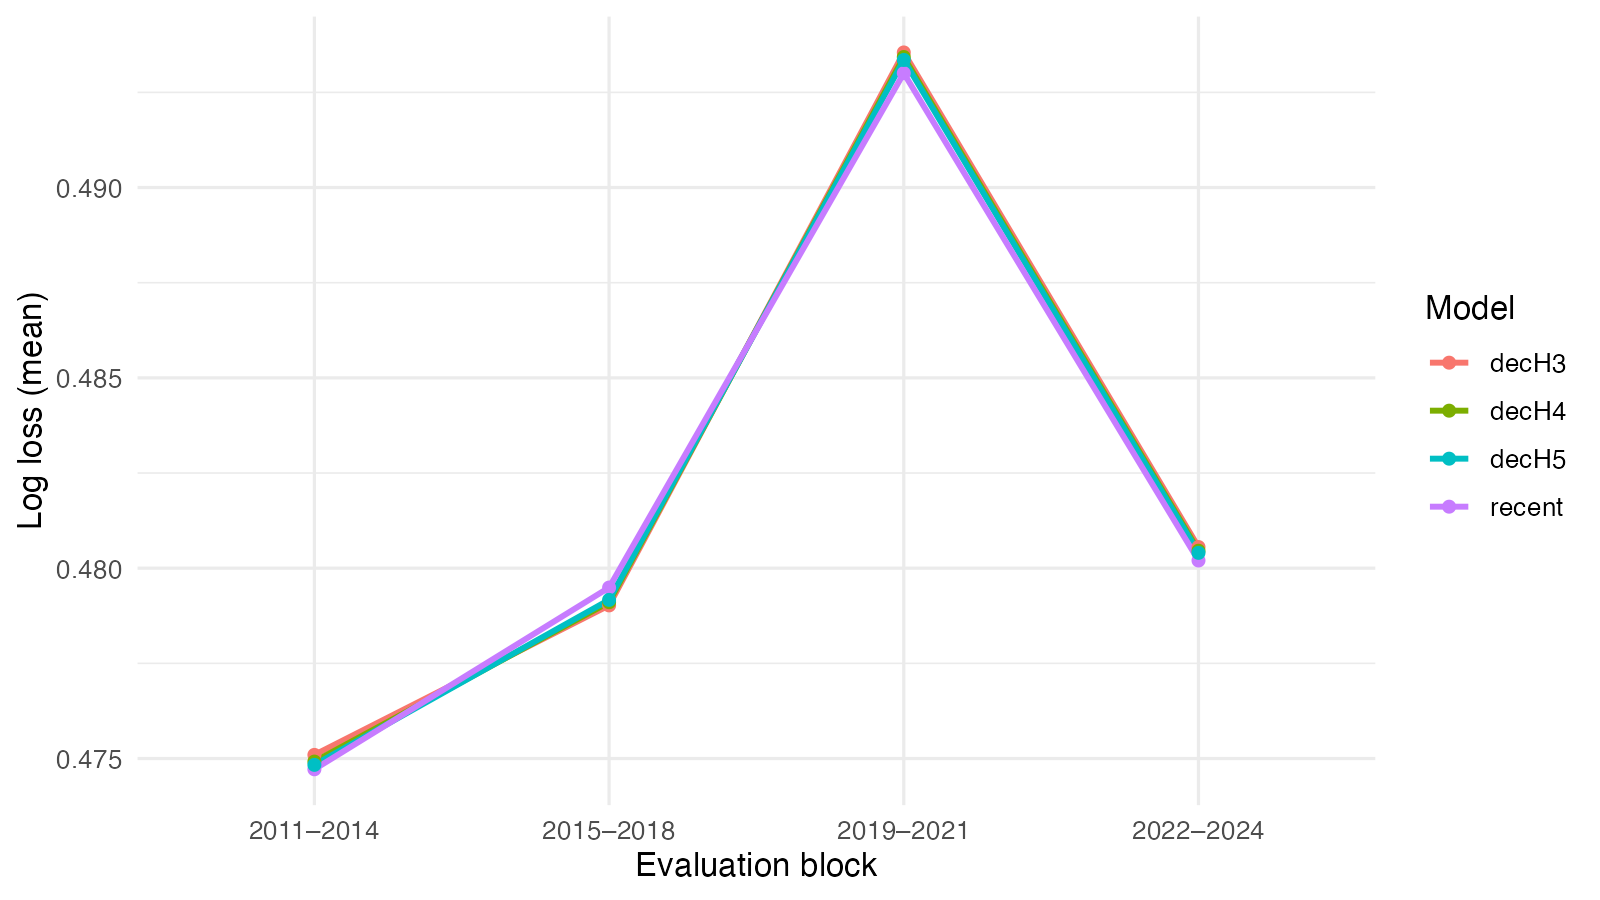 0.490
0.485
0.480
0.475
Log loss (mean)
2011–2014
2015–2018
2019–2021
2022–2024
Evaluation block
Model
decH3
decH4
decH5
recent